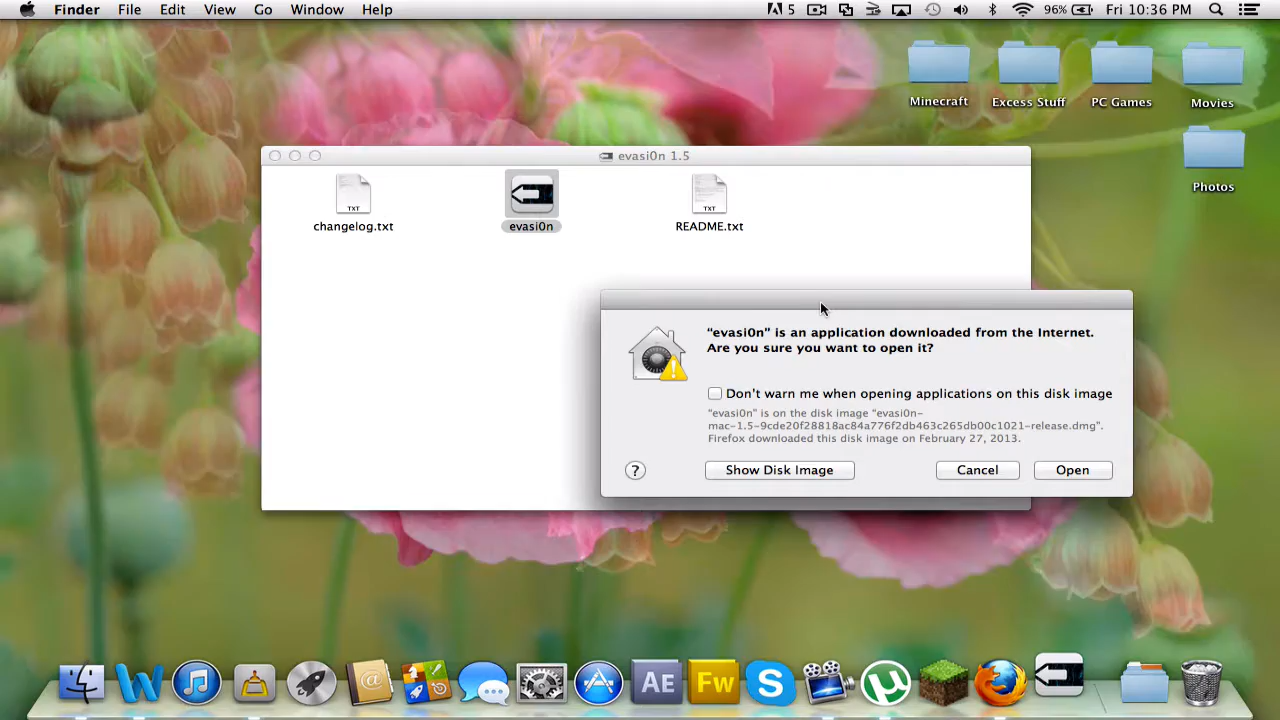 Finder File Edit View Go Window Help
5 96% Fri 10:36 PM
Minecraft Excess Stuff PC Games Movies
Photos
evasi0n 1.5
TXT TXT
changelog.txt evasi0n README.txt
"evasi0n" is an application downloaded from the Internet.
Are you sure you want to open it?
Don't warn me when opening applications on this disk image
"evasi0n" is on the disk image "evasi0n-
mac-1.5-9cde20f28818ac84a776f2db463c265db00c1021-release.dmg".
Firefox downloaded this disk image on February 27, 2013.
? Show Disk Image Cancel Open
AE Fw